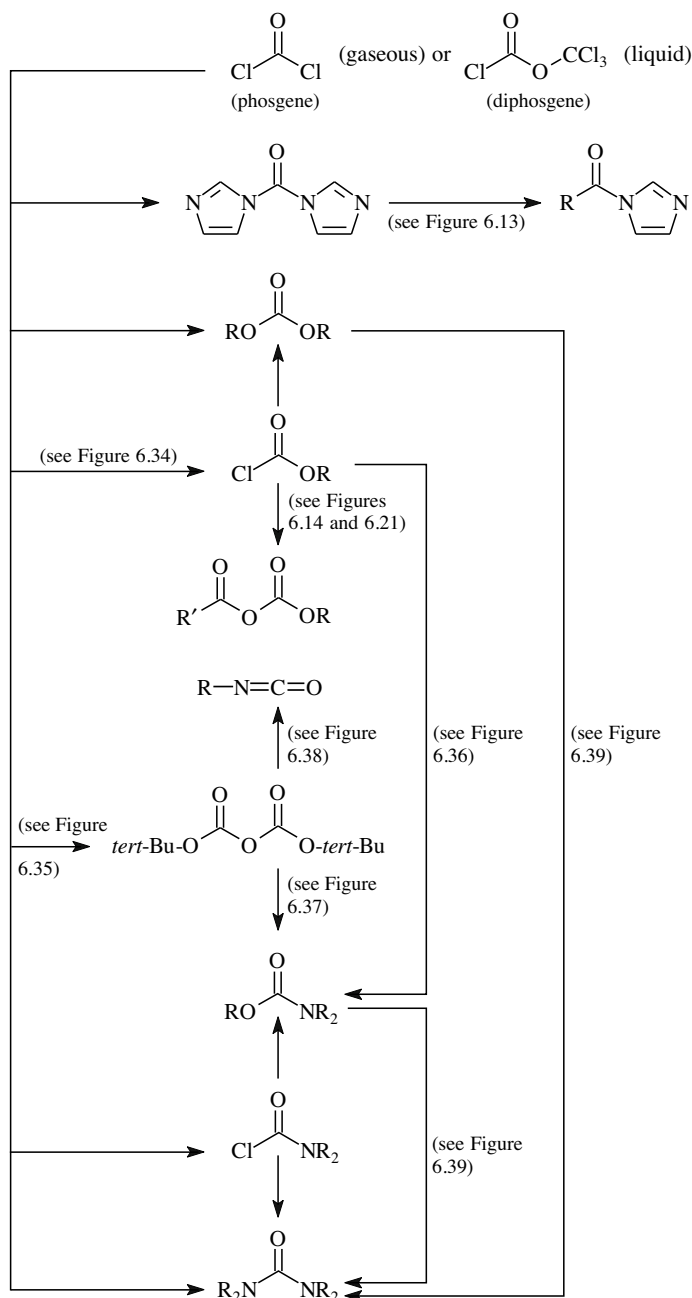 O O
Cl Cl (gaseous) or Cl O CCl3 (liquid)
(phosgene) (diphosgene)
O O
N N N N R N N
(see Figure 6.13)
O
RO OR
O
(see Figure 6.34) Cl OR
(see Figures
6.14 and 6.21)
O O
R′ O OR
R—N=C=O
(see Figure
6.38)
(see Figure
6.36)
(see Figure
6.39)
O O
(see Figure
6.35)
tert-Bu-O O O-tert-Bu
(see Figure
6.37)
O
RO NR2
O
Cl NR2
(see Figure
6.39)
O
R2N NR2